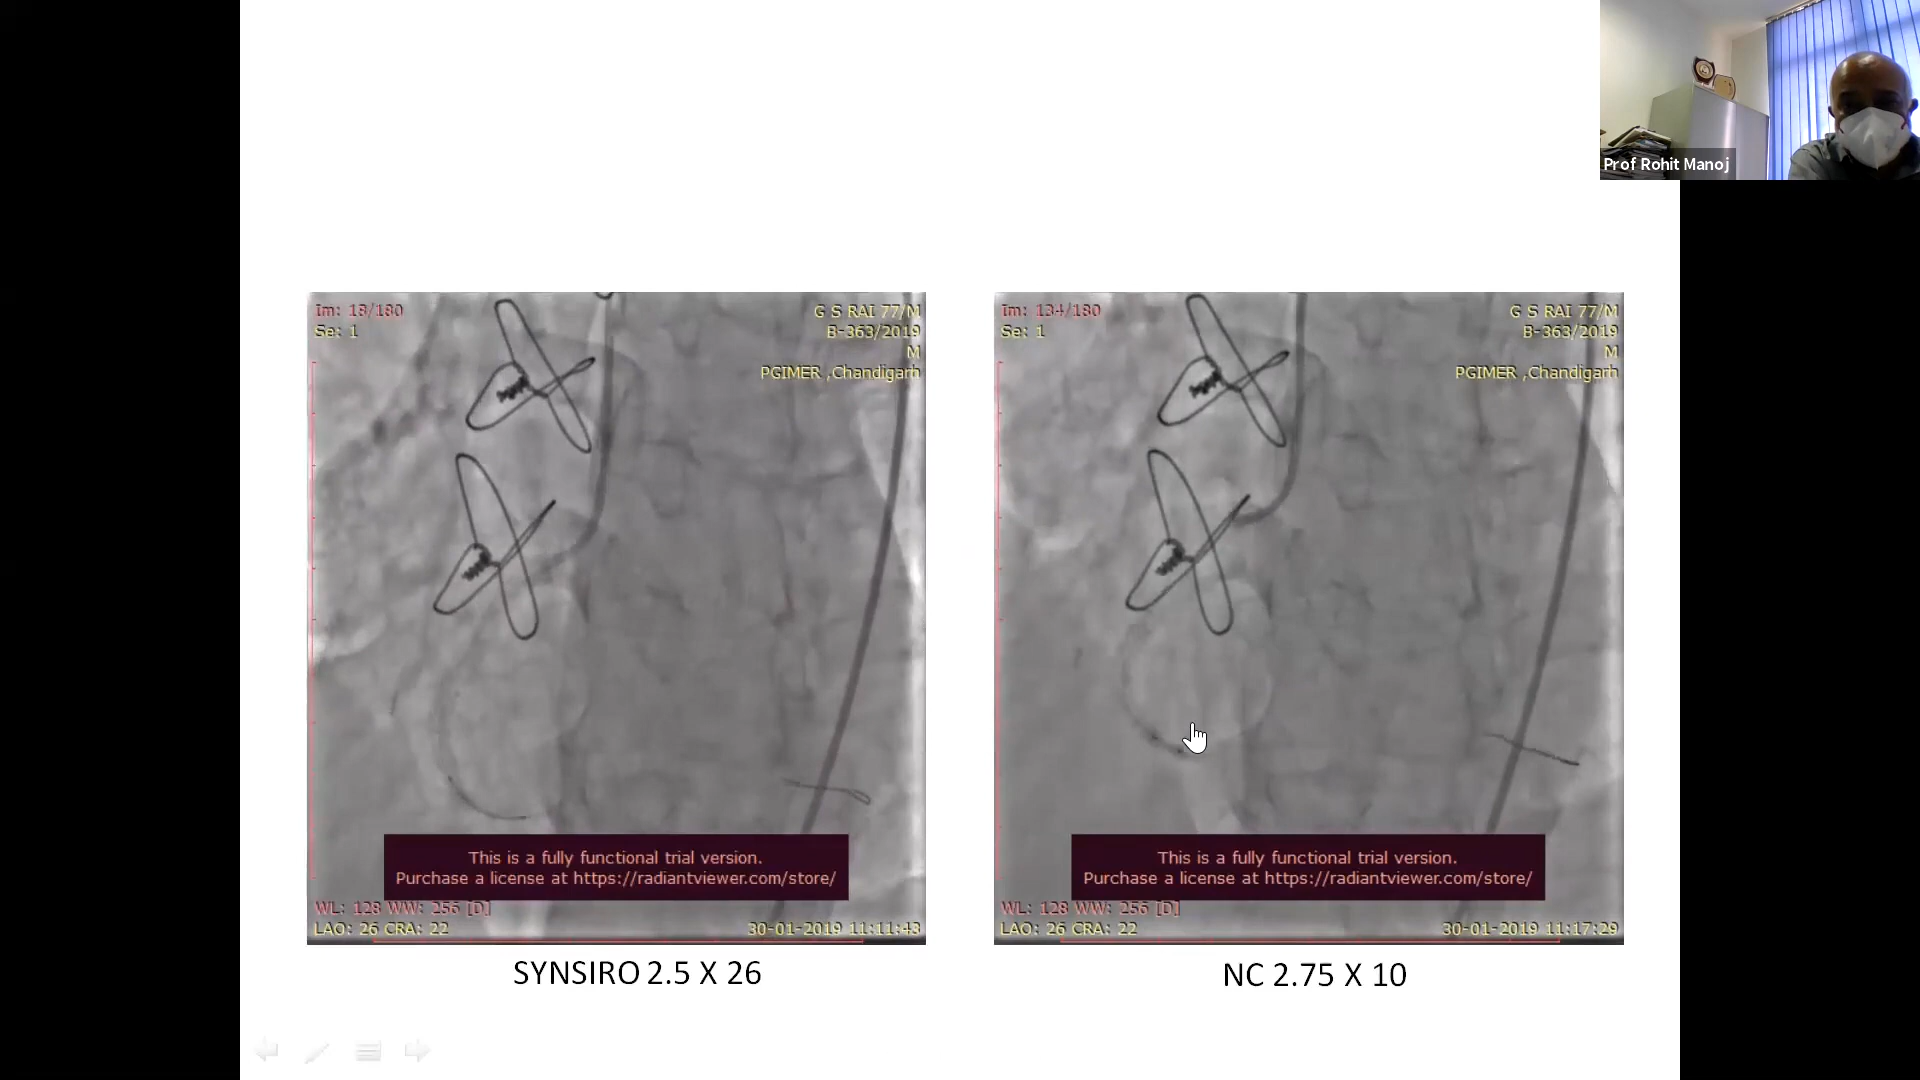 Prof Rohit Manoj
Im: 18/180
Se: 1
G S RAI 77/M
B-363/2019
M
PGIMER ,Chandigarh
This is a fully functional trial version.
Purchase a license at https://radiantviewer.com/store/
WL: 128 WW: 256 [D]
LAO: 26 CRA: 22
30-01-2019 11:11:43
SYNSIRO 2.5 X 26
Im: 134/180
Se: 1
G S RAI 77/M
B-363/2019
M
PGIMER ,Chandigarh
This is a fully functional trial version.
Purchase a license at https://radiantviewer.com/store/
WL: 128 WW: 256 [D]
LAO: 26 CRA: 22
30-01-2019 11:17:29
NC 2.75 X 10